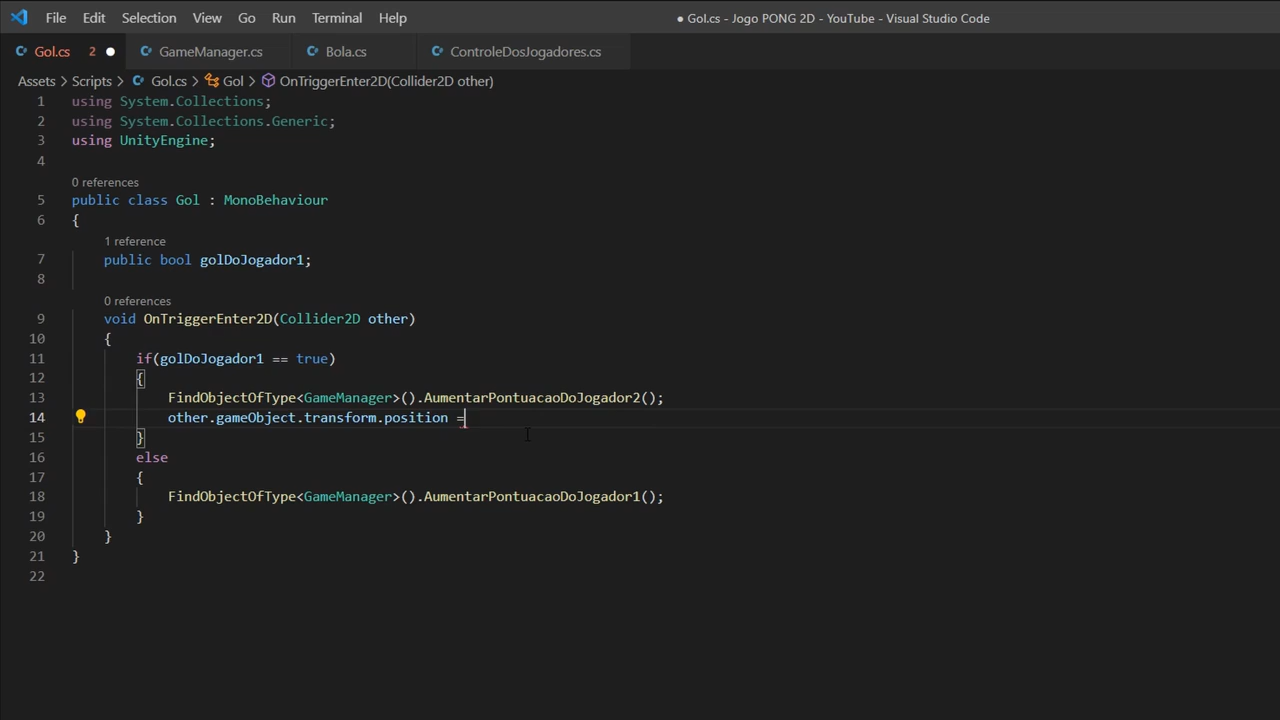 File Edit Selection View Go Run Terminal Help ● Gol.cs - Jogo PONG 2D - YouTube - Visual Studio Code
Gol.cs 2 ● GameManager.cs Bola.cs ControleDosJogadores.cs
Assets > Scripts > Gol.cs > Gol > OnTriggerEnter2D(Collider2D other)
1 using System.Collections;
2 using System.Collections.Generic;
3 using UnityEngine;
4
0 references
5 public class Gol : MonoBehaviour
6 {
1 reference
7 public bool golDoJogador1;
8
0 references
9 void OnTriggerEnter2D(Collider2D other)
10 {
11 if(golDoJogador1 == true)
12 {
13 FindObjectOfType<GameManager>().AumentarPontuacaoDoJogador2();
14 other.gameObject.transform.position =
15 }
16 else
17 {
18 FindObjectOfType<GameManager>().AumentarPontuacaoDoJogador1();
19 }
20 }
21 }
22